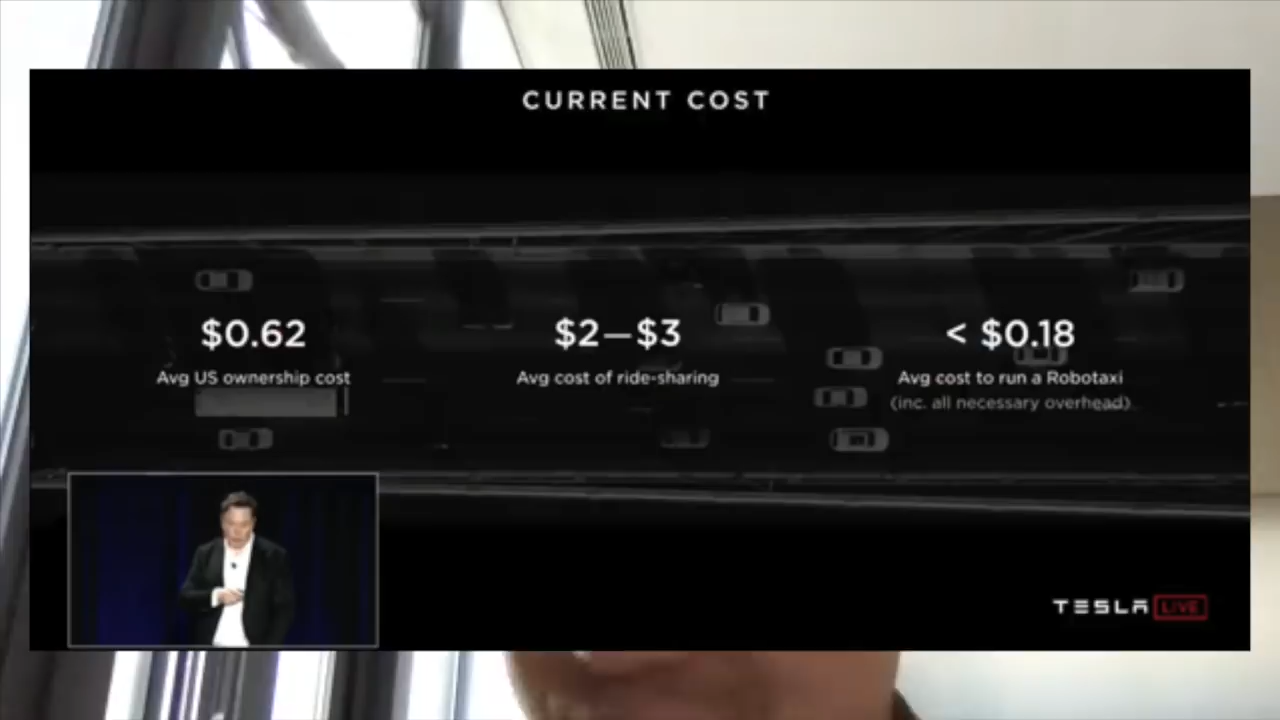 CURRENT COST
$0.62
Avg US ownership cost
$2—$3
Avg cost of ride-sharing
< $0.18
Avg cost to run a Robotaxi
(inc. all necessary overhead)
TESLA LIVE